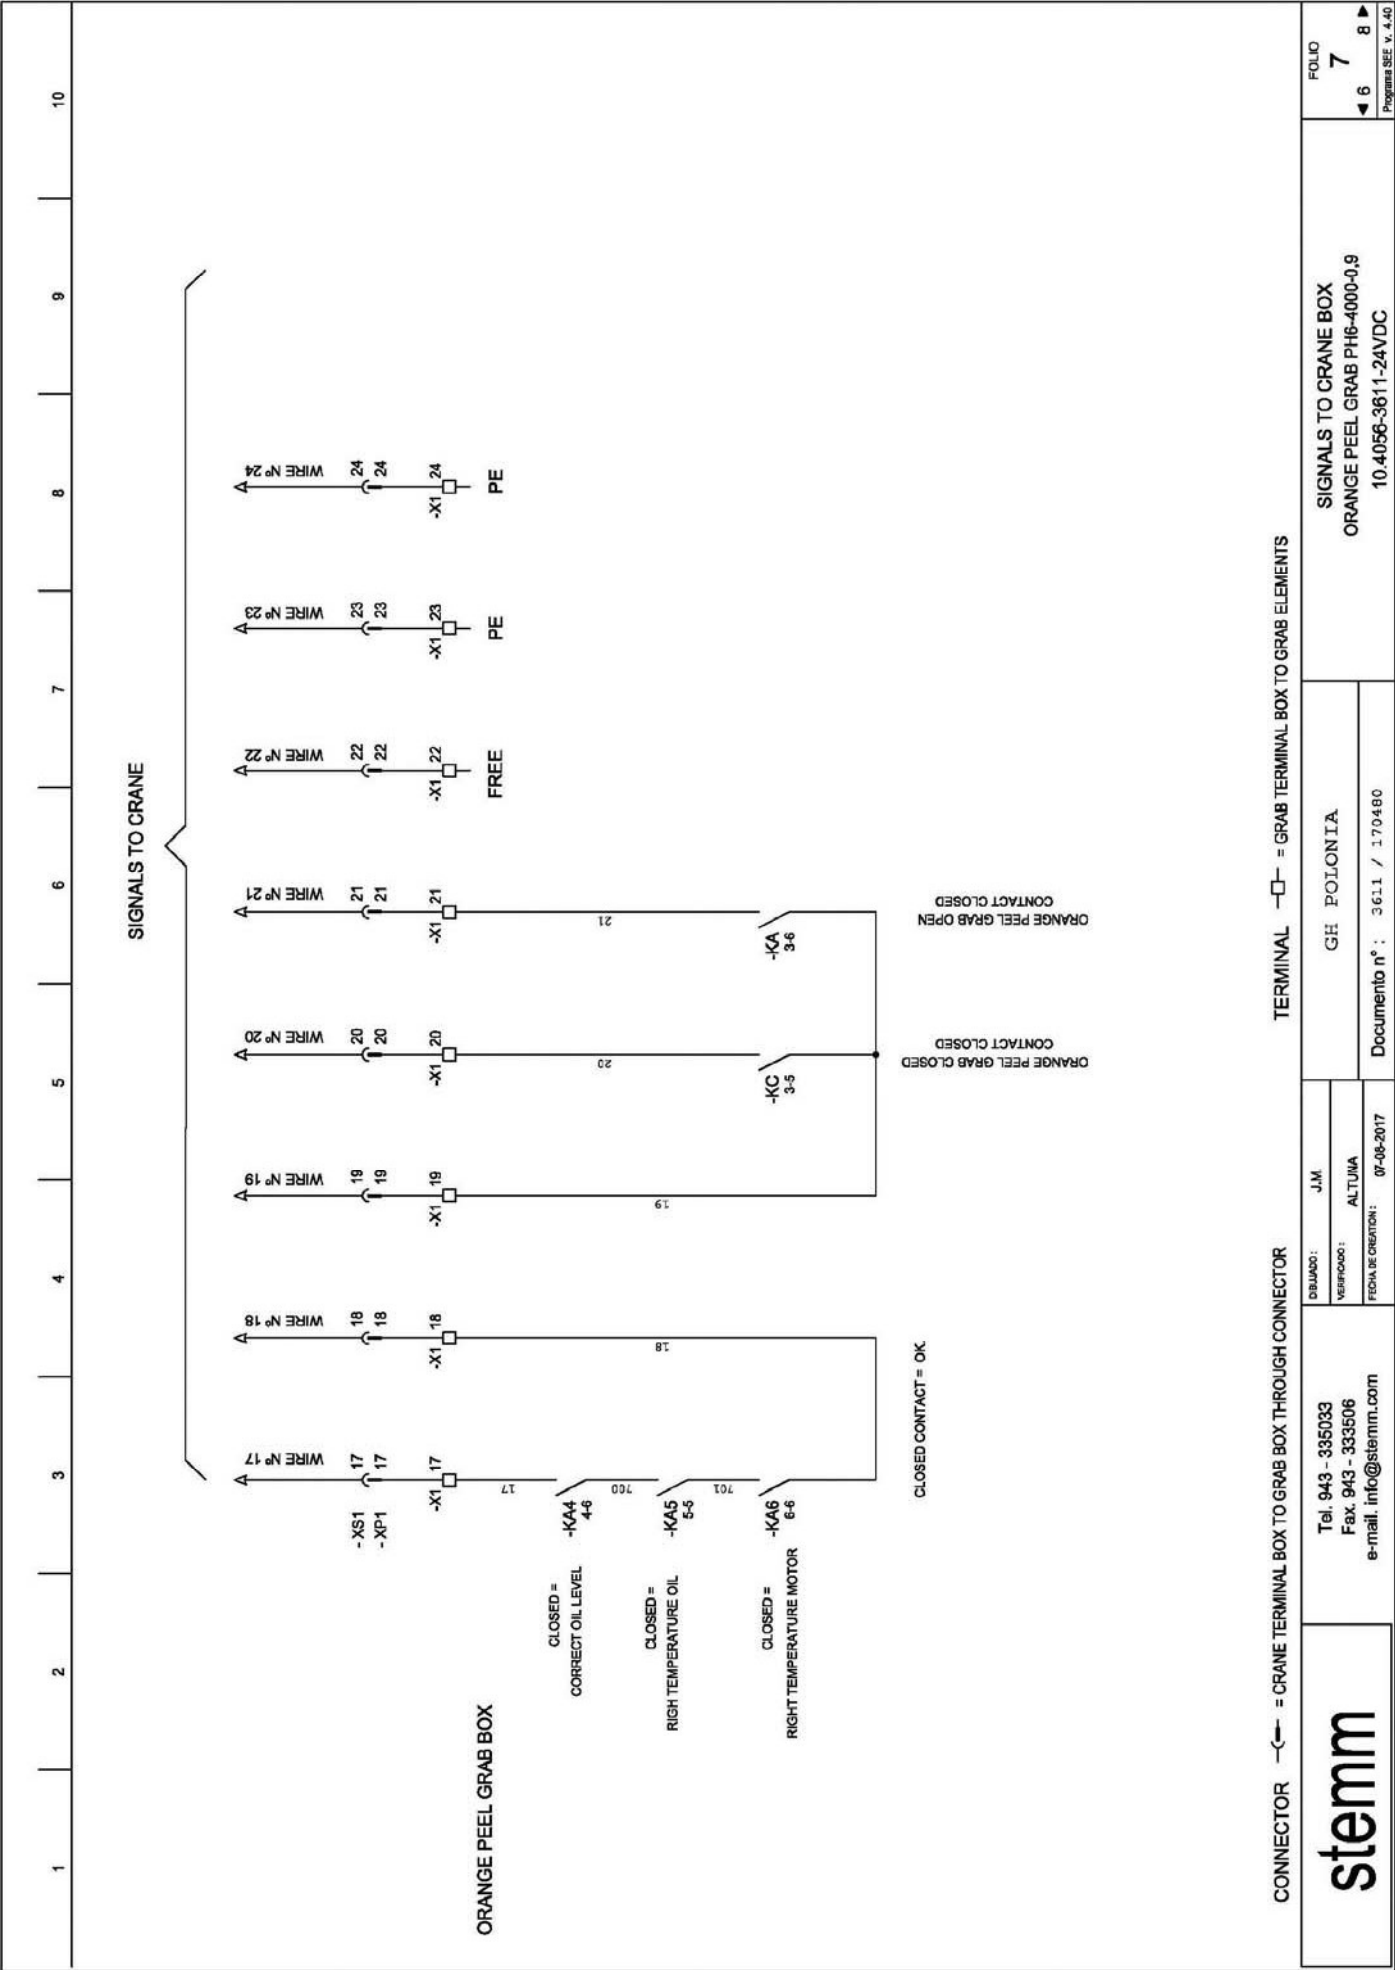 1 2 3 4 5 6 7 8 9 10
SIGNALS TO CRANE
WIRE Nº 17 WIRE Nº 18 WIRE Nº 19 WIRE Nº 20 WIRE Nº 21 WIRE Nº 22 WIRE Nº 23 WIRE Nº 24
-XS1 17 18 19 20 21 22 23 24
-XP1 17 18 19 20 21 22 23 24
-X1 17 -X1 18 -X1 19 -X1 20 -X1 21 -X1 22 -X1 23 -X1 24
ORANGE PEEL GRAB BOX
FREE PE PE
17
CLOSED =
CORRECT OIL LEVEL
-KA4
4-6
700
CLOSED =
RIGH TEMPERATURE OIL
-KA5
5-5
701
CLOSED =
RIGHT TEMPERATURE MOTOR
-KA6
6-6
18
19
20
21
-KC
3-5
-KA
3-6
CLOSED CONTACT = OK
ORANGE PEEL GRAB CLOSED
CONTACT CLOSED
ORANGE PEEL GRAB OPEN
CONTACT CLOSED
CONNECTOR = CRANE TERMINAL BOX TO GRAB BOX THROUGH CONNECTOR
TERMINAL = GRAB TERMINAL BOX TO GRAB ELEMENTS
stemm
Tel. 943 - 335033
Fax. 943 - 333506
e-mail. info@stemm.com
DIBUJADO : J.M.
VERIFICADO : ALTUNA
FECHA DE CREATION : 07-08-2017
GH POLONIA
Documento n° : 3611 / 170480
SIGNALS TO CRANE BOX
ORANGE PEEL GRAB PH6-4000-0,9
10.4056-3611-24VDC
FOLIO
7
◄ 6 8 ►
Programa SEE v. 4.40